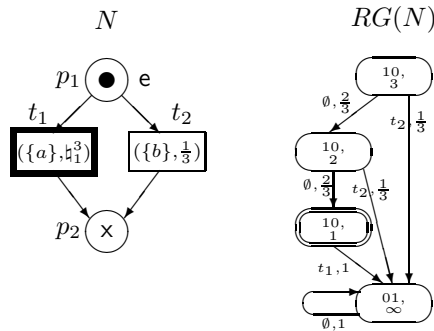 N
RG(N)
p₁
e
t₁
t₂
({a},♮³₁)
({b},1/3)
p₂
x
10,
3
∅,2/3
t₂,1/3
10,
2
∅,2/3
t₂,1/3
10,
1
t₁,1
01,
∞
∅,1